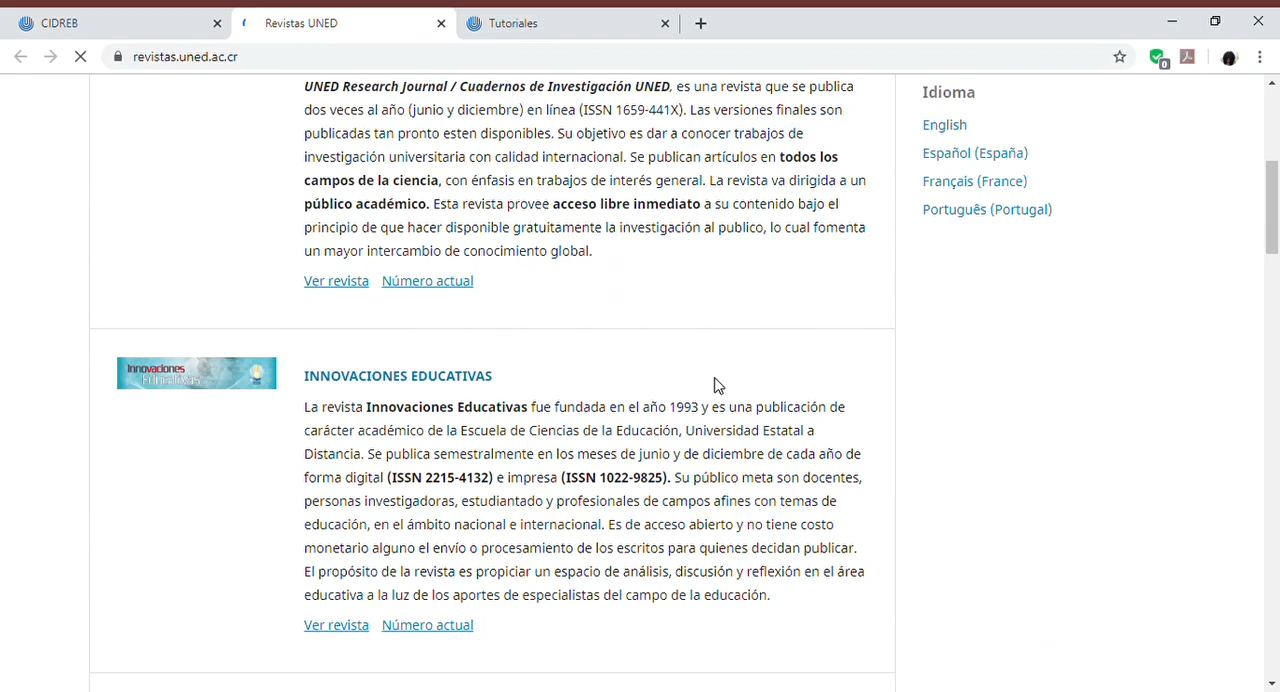 CIDREB
Revistas UNED
Tutoriales
revistas.uned.ac.cr
0
UNED Research Journal / Cuadernos de Investigación UNED, es una revista que se publica
dos veces al año (junio y diciembre) en línea (ISSN 1659-441X). Las versiones finales son
publicadas tan pronto esten disponibles. Su objetivo es dar a conocer trabajos de
investigación universitaria con calidad internacional. Se publican artículos en todos los
campos de la ciencia, con énfasis en trabajos de interés general. La revista va dirigida a un
público académico. Esta revista provee acceso libre inmediato a su contenido bajo el
principio de que hacer disponible gratuitamente la investigación al publico, lo cual fomenta
un mayor intercambio de conocimiento global.
Ver revista Número actual
Innovaciones
Educativas
INNOVACIONES EDUCATIVAS
La revista Innovaciones Educativas fue fundada en el año 1993 y es una publicación de
carácter académico de la Escuela de Ciencias de la Educación, Universidad Estatal a
Distancia. Se publica semestralmente en los meses de junio y de diciembre de cada año de
forma digital (ISSN 2215-4132) e impresa (ISSN 1022-9825). Su público meta son docentes,
personas investigadoras, estudiantado y profesionales de campos afines con temas de
educación, en el ámbito nacional e internacional. Es de acceso abierto y no tiene costo
monetario alguno el envío o procesamiento de los escritos para quienes decidan publicar.
El propósito de la revista es propiciar un espacio de análisis, discusión y reflexión en el área
educativa a la luz de los aportes de especialistas del campo de la educación.
Ver revista Número actual
Idioma
English
Español (España)
Français (France)
Português (Portugal)